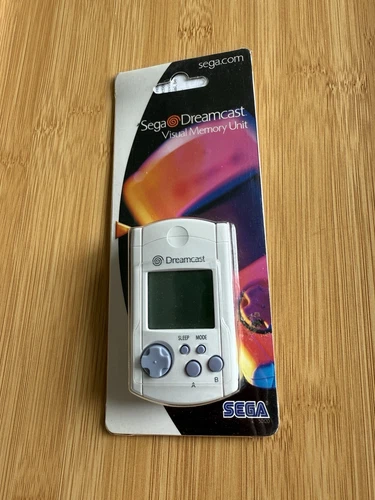 sega.com
Sega Dreamcast
Visual Memory Unit
Dreamcast
SLEEP MODE
A B
SEGA